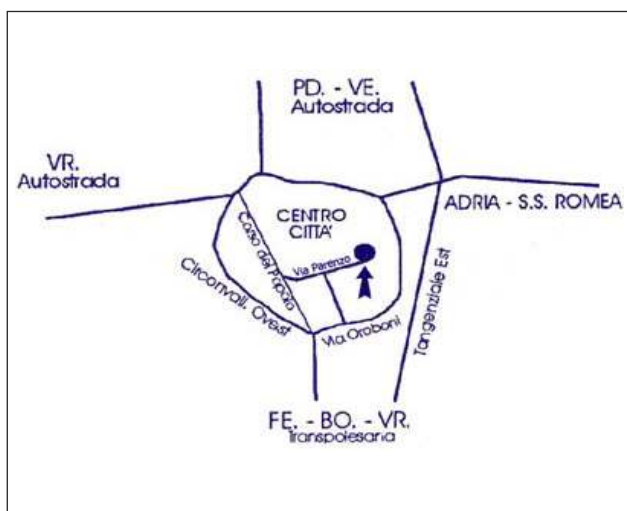 PD. - VE.
Autostrada
VR.
Autostrada
ADRIA - S.S. ROMEA
CENTRO
CITTA'
Corso del Popolo
Via Parenzo
Circonvall. Ovest
Via Oroboni
Tangenziale Est
FE. - BO. - VR.
Transpolesana